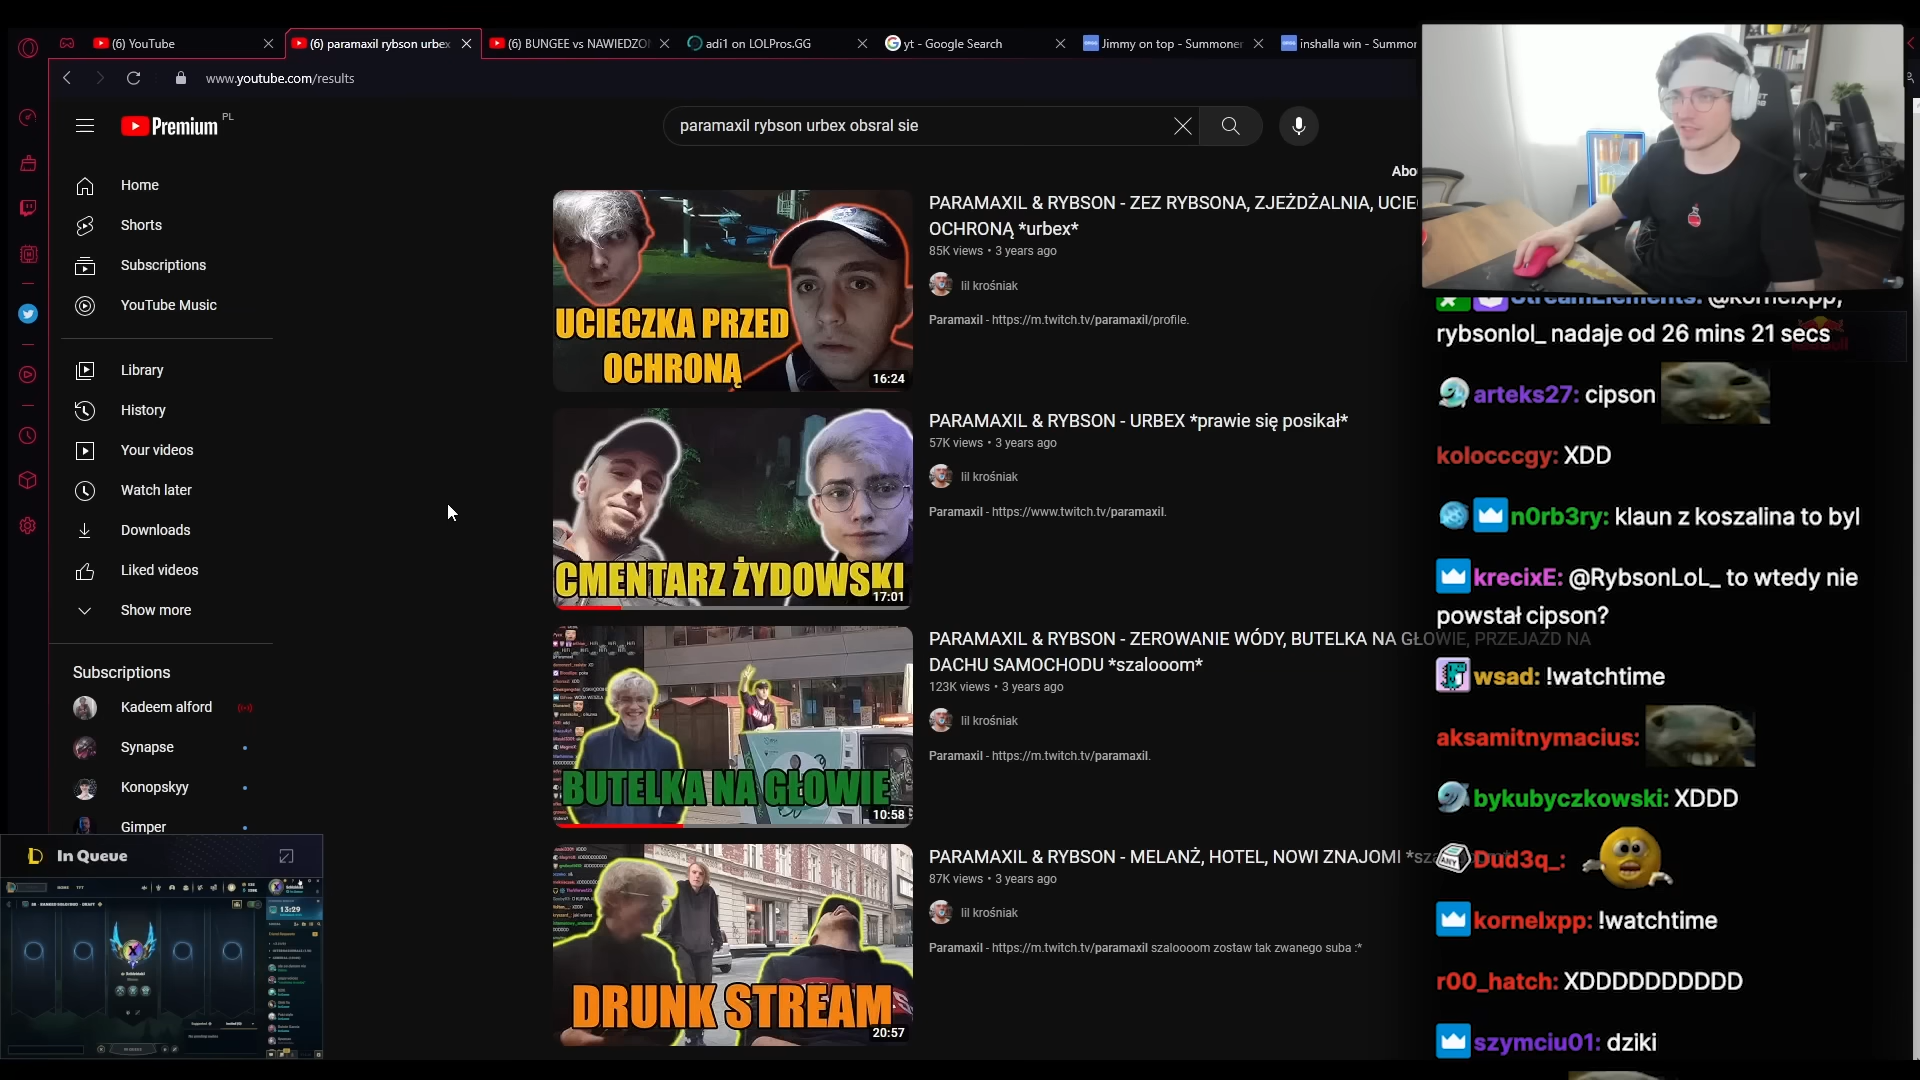 (6) YouTube
(6) paramaxil rybson urbex
(6) BUNGEE vs NAWIEDZO
adi1 on LOLPros.GG
yt - Google Search
Jimmy on top - Summoner
inshalla win - Summor
www.youtube.com/results
Premium
PL
paramaxil rybson urbex obsral sie
Home
Shorts
Subscriptions
YouTube Music
Library
History
Your videos
Watch later
Downloads
Liked videos
Show more
Subscriptions
Kadeem alford
Synapse
Konopskyy
Gimper
In Queue
13:29
Abo
UCIECZKA PRZED
OCHRONĄ
16:24
PARAMAXIL & RYBSON - ZEZ RYBSONA, ZJEŻDŻALNIA, UCIE
OCHRONĄ *urbex*
85K views • 3 years ago
lil krośniak
Paramaxil - https://m.twitch.tv/paramaxil/profile.
CMENTARZ ŻYDOWSKI
17:01
PARAMAXIL & RYBSON - URBEX *prawie się posikał*
57K views • 3 years ago
lil krośniak
Paramaxil - https://www.twitch.tv/paramaxil.
BUTELKA NA GŁOWIE
10:58
PARAMAXIL & RYBSON - ZEROWANIE WÓDY, BUTELKA NA GŁOWIE, PRZEJAZD NA
DACHU SAMOCHODU *szalooom*
123K views • 3 years ago
lil krośniak
Paramaxil - https://m.twitch.tv/paramaxil.
DRUNK STREAM
20:57
PARAMAXIL & RYBSON - MELANŻ, HOTEL, NOWI ZNAJOMI *sza
87K views • 3 years ago
lil krośniak
Paramaxil - https://m.twitch.tv/paramaxil szaloooom zostaw tak zwanego suba :*
StreamElements: @kornelxpp,
rybsonlol_ nadaje od 26 mins 21 secs
arteks27: cipson
kolocccgy: XDD
n0rb3ry: klaun z koszalina to byl
krecixE: @RybsonLoL_ to wtedy nie
powstał cipson?
wsad: !watchtime
aksamitnymacius:
bykubyczkowski: XDDD
Dud3q_:
kornelxpp: !watchtime
r00_hatch: XDDDDDDDDDD
szymciu01: dziki